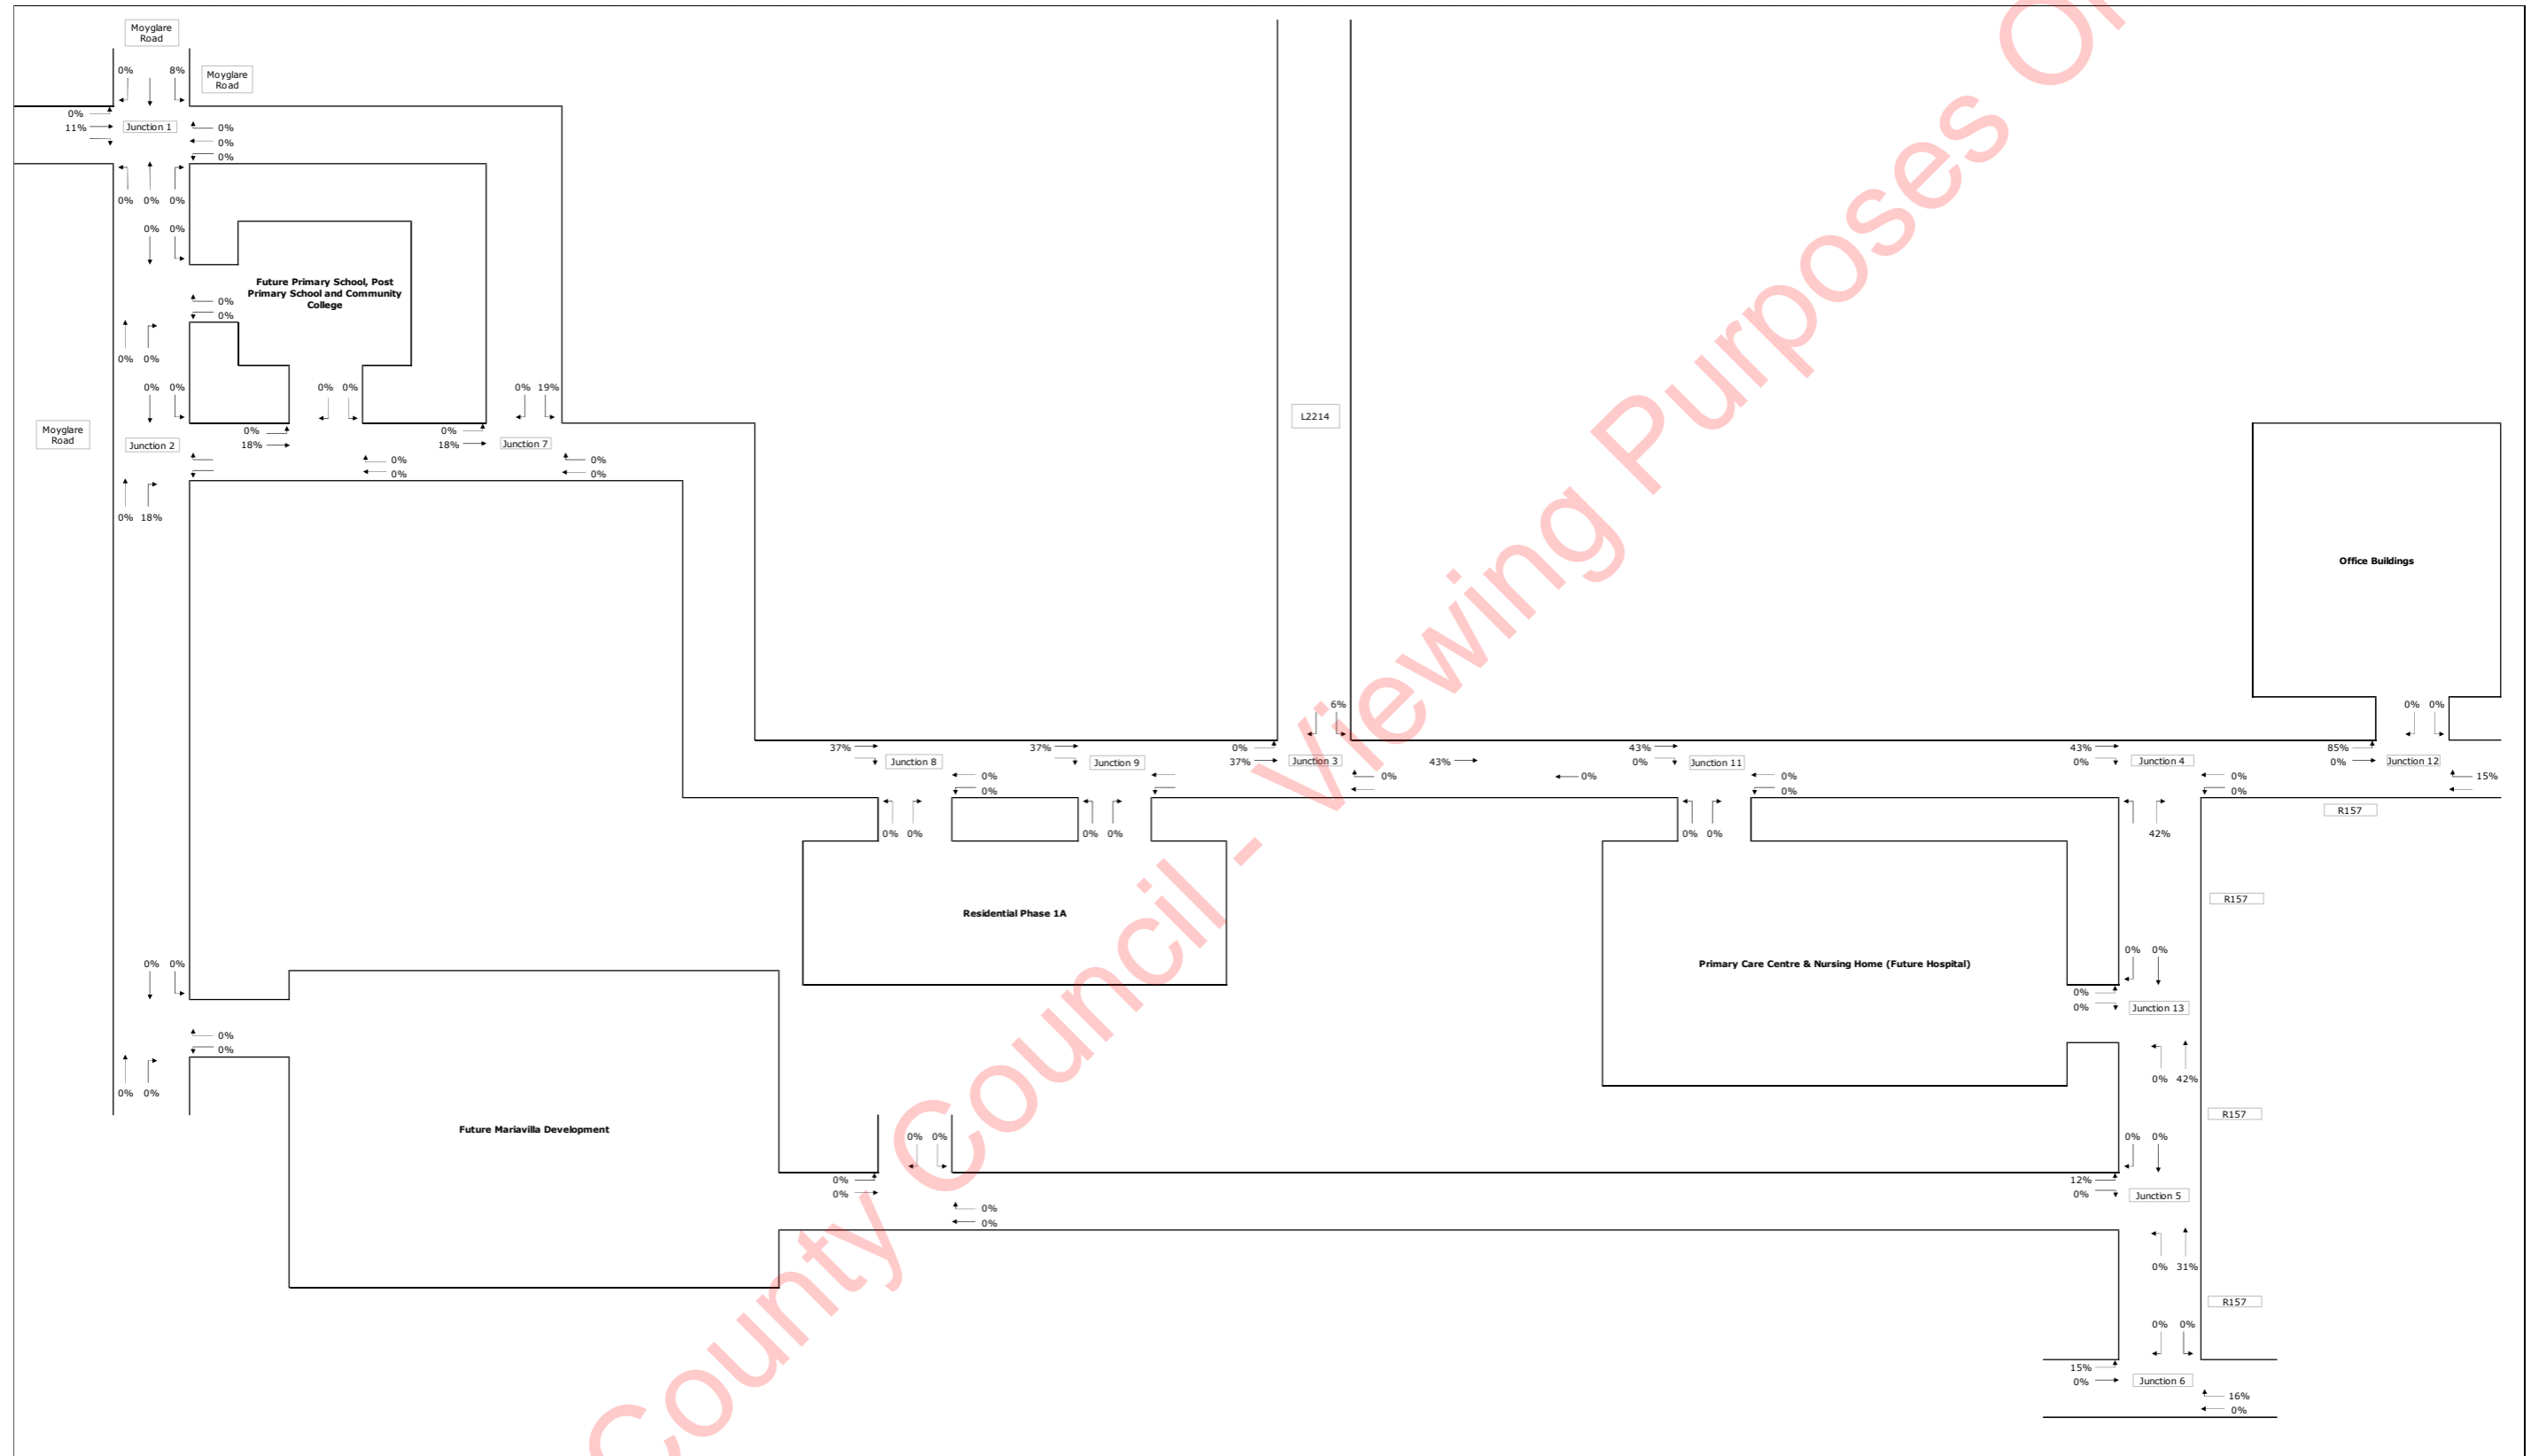 Moyglare
Road
0% 8%
Moyglare
Road
0%
11%
Junction 1
0%
0%
0%
0% 0% 0%
0% 0%
Future Primary School, Post
Primary School and Community
College
0%
0%
0% 0%
0% 0%
0% 0%
0% 19%
Moyglare
Road
Junction 2
0%
18%
0%
18%
Junction 7
0%
0%
0%
0%
0% 18%
L2214
Office Buildings
6%
0% 0%
37%
Junction 8
37%
Junction 9
0%
37%
Junction 3
43%
43%
0%
Junction 11
43%
0%
Junction 4
85%
0%
Junction 12
0%
0%
0%
0%
0%
0%
0%
0%
15%
R157
0% 0%
0% 0%
0% 0%
42%
R157
Residential Phase 1A
Primary Care Centre & Nursing Home (Future Hospital)
0% 0%
0% 0%
0%
0%
Junction 13
0%
0%
0% 0%
0% 42%
R157
Future Mariavilla Development
0% 0%
0% 0%
0%
0%
12%
0%
Junction 5
0%
0%
0% 31%
R157
0% 0%
15%
0%
Junction 6
16%
0%
County Council - Viewing Purposes